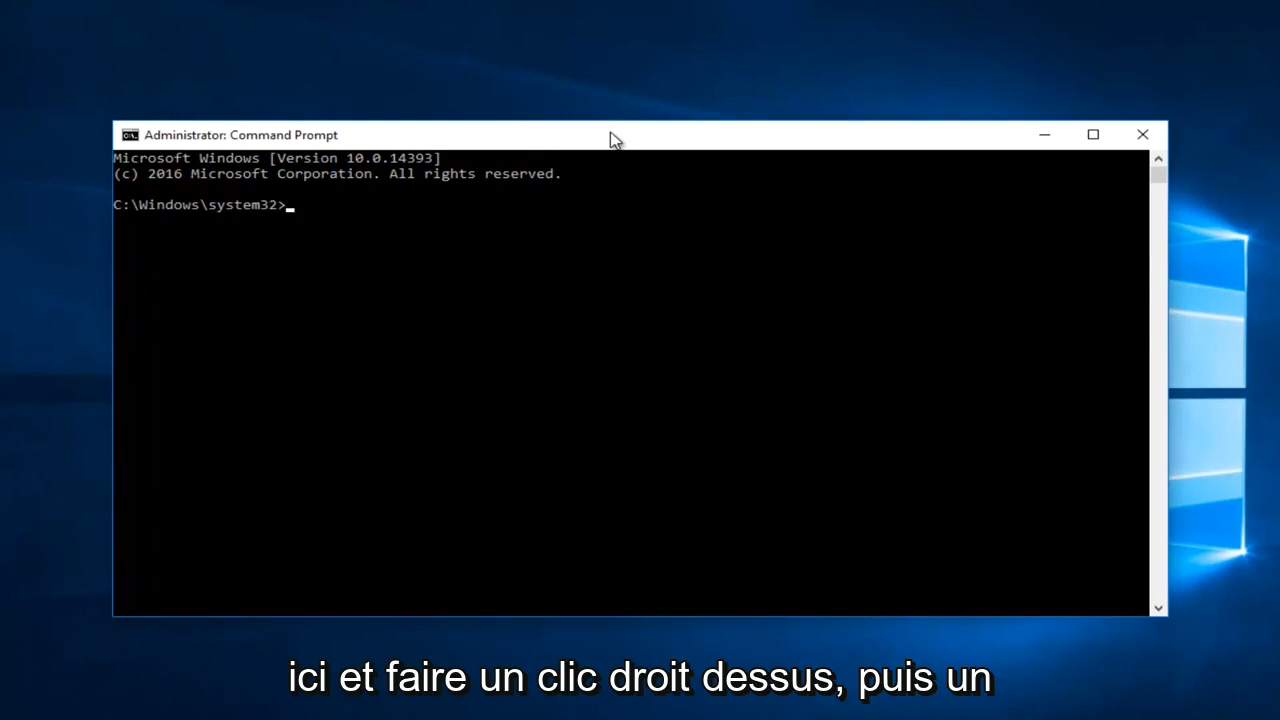 Administrator: Command Prompt
Microsoft Windows [Version 10.0.14393]
(c) 2016 Microsoft Corporation. All rights reserved.
C:\Windows\system32>
ici et faire un clic droit dessus, puis un